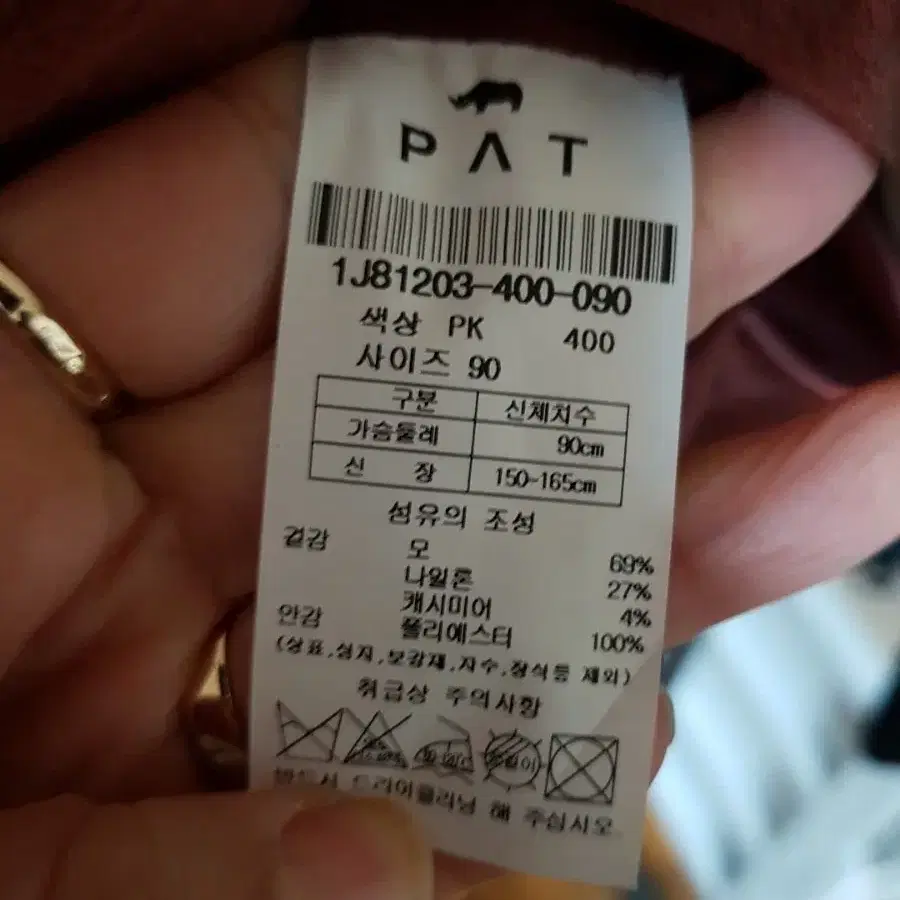 PAT
1J81203-400-090
색상 PK 400
사이즈 90
구분 신체치수
가슴둘레 90cm
신 장 150-165cm
섬유의 조성
겉감 모 69%
나일론 27%
캐시미어 4%
안감 폴리에스터 100%
(상표,심지,보강재,자수,장식등 제외)
취급상 주의사항
반드시 드라이클리닝 해 주십시오.